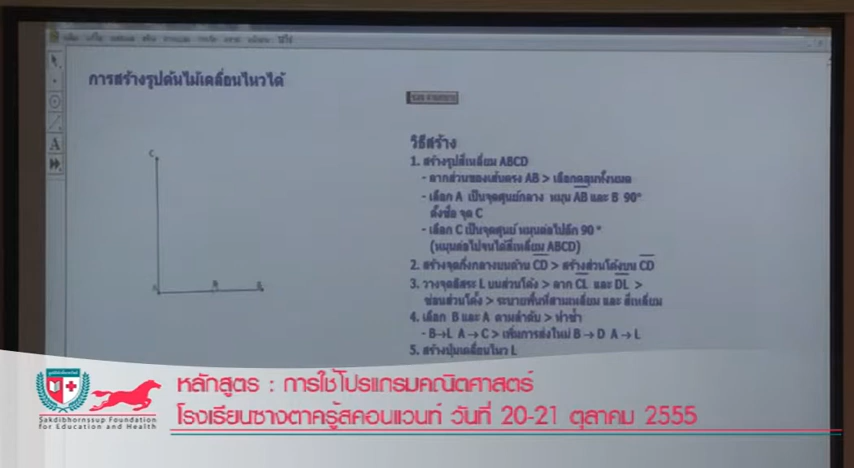 การสร้างรูปต้นไม้เคลื่อนไหวได้
วิธีสร้าง
1. สร้างรูปสี่เหลี่ยม ABCD
- ลากส่วนของเส้นตรง AB > เลือกคลุมทั้งหมด
- เลือก A เป็นจุดศูนย์กลาง หมุน AB และ B 90°
ตั้งชื่อ จุด C
- เลือก C เป็นจุดศูนย์ หมุนต่อไปอีก 90 °
(หมุนต่อไปจนได้สี่เหลี่ยม ABCD)
2. สร้างจุดกึ่งกลางบนด้าน CD > สร้างส่วนโค้งบน CD
3. วางจุดอิสระ L บนส่วนโค้ง > ลาก CL และ DL >
ซ่อนส่วนโค้ง > ระบายพื้นที่สามเหลี่ยม และ สี่เหลี่ยม
4. เลือก B และ A ตามลำดับ > ทำซ้ำ
- B→L A→C > เพิ่มการส่งใหม่ B→D A→L
5. สร้างปุ่มเคลื่อนไหว L
C
A
B
A
Sakdibhornssup Foundation
for Education and Health
หลักสูตร : การใช้โปรแกรมคณิตศาสตร์
โรงเรียนซางตาครู้สคอนแวนท์ วันที่ 20-21 ตุลาคม 2555